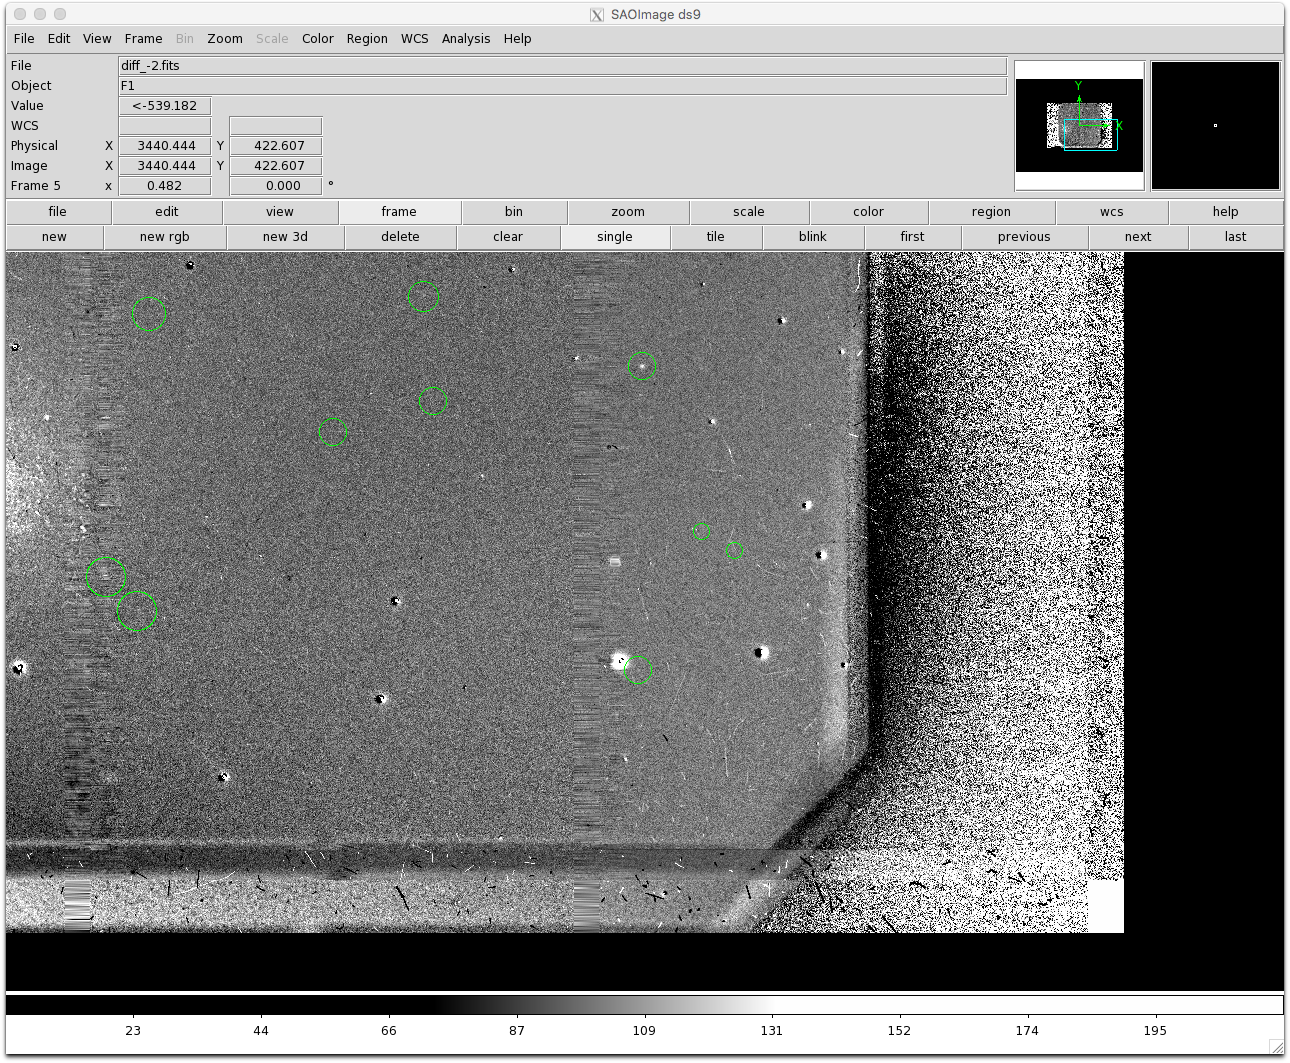 SAOImage ds9
File Edit View Frame Bin Zoom Scale Color Region WCS Analysis Help
File diff_-2.fits
Object F1
Value <-539.182
WCS
Physical X 3440.444 Y 422.607
Image X 3440.444 Y 422.607
Frame 5 x 0.482 0.000 °
Y
X
file edit view frame bin zoom scale color region wcs help
new new rgb new 3d delete clear single tile blink first previous next last
23 44 66 87 109 131 152 174 195